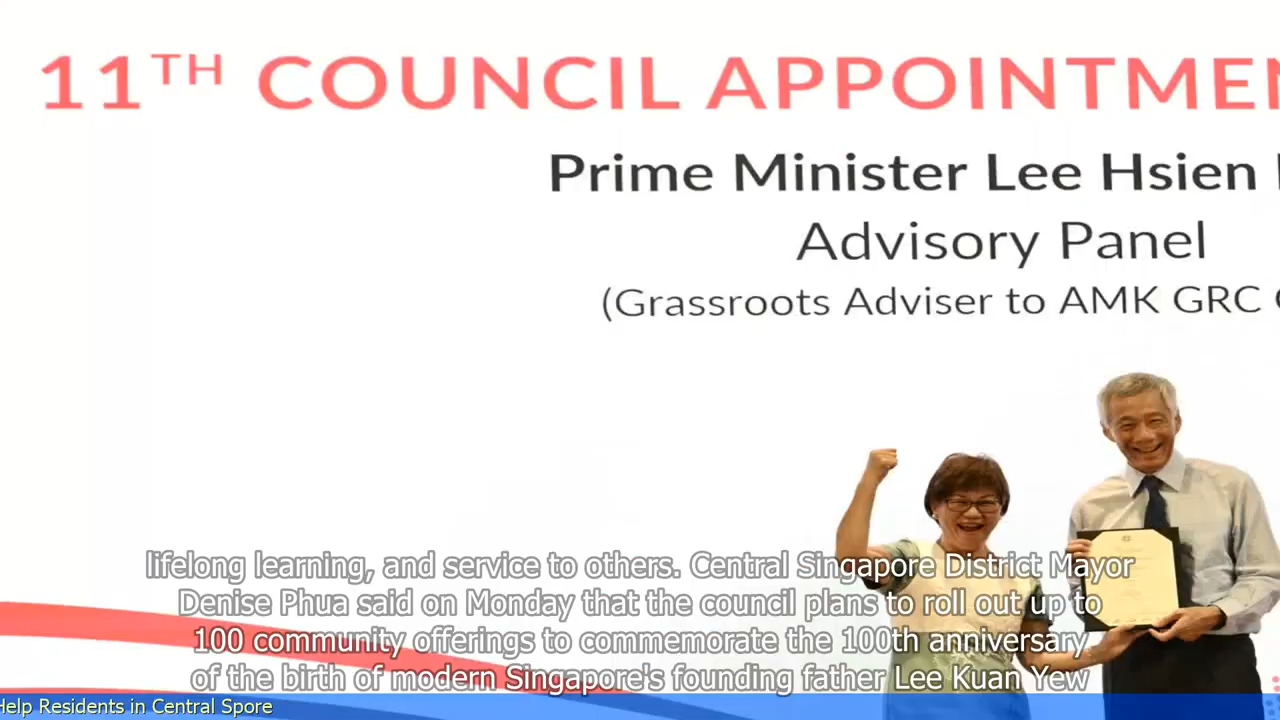 11TH COUNCIL APPOINTMEN
Prime Minister Lee Hsien
Advisory Panel
(Grassroots Adviser to AMK GRC
lifelong learning, and service to others. Central Singapore District Mayor
Denise Phua said on Monday that the council plans to roll out up to
100 community offerings to commemorate the 100th anniversary
of the birth of modern Singapore's founding father Lee Kuan Yew
Help Residents in Central Spore